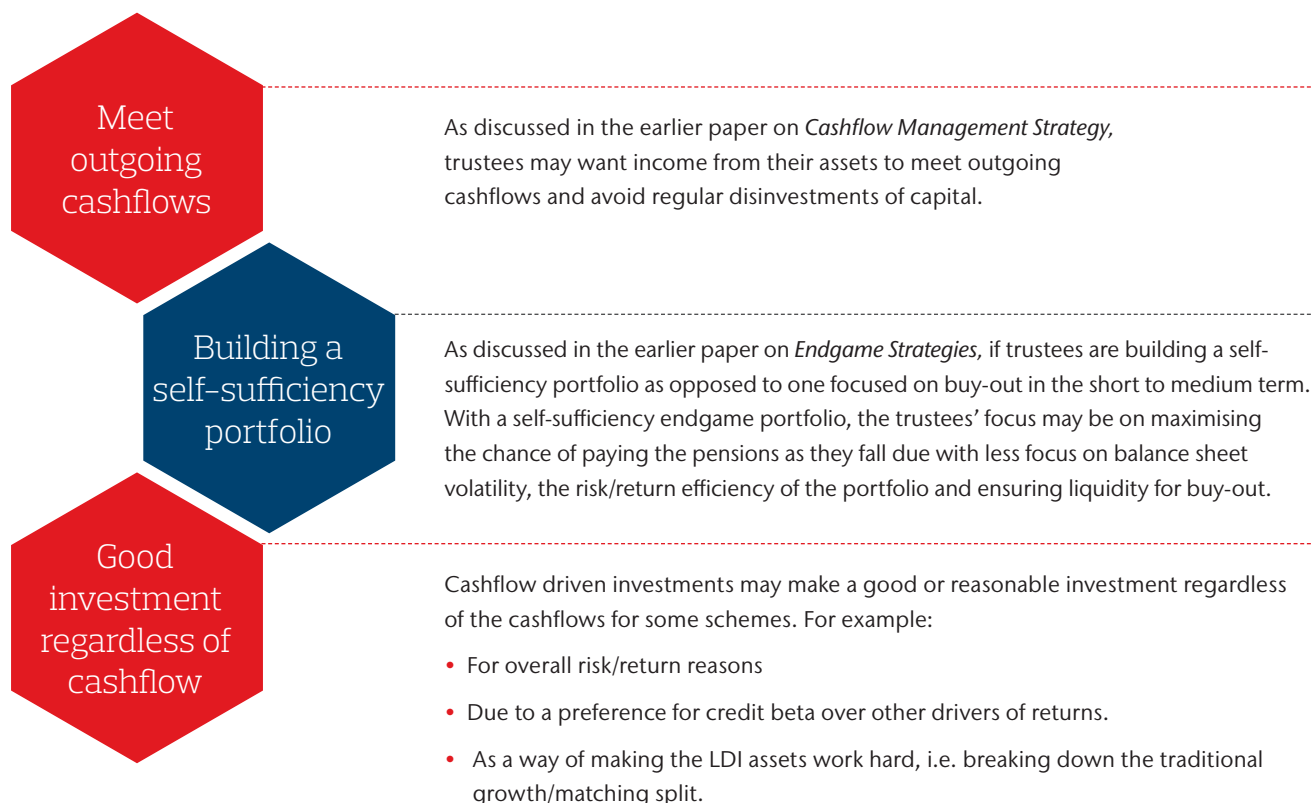 Meet
outgoing
cashflows
As discussed in the earlier paper on Cashflow Management Strategy,
trustees may want income from their assets to meet outgoing
cashflows and avoid regular disinvestments of capital.
Building a
self-sufficiency
portfolio
As discussed in the earlier paper on Endgame Strategies, if trustees are building a self-
sufficiency portfolio as opposed to one focused on buy-out in the short to medium term.
With a self-sufficiency endgame portfolio, the trustees’ focus may be on maximising
the chance of paying the pensions as they fall due with less focus on balance sheet
volatility, the risk/return efficiency of the portfolio and ensuring liquidity for buy-out.
Good
investment
regardless of
cashflow
Cashflow driven investments may make a good or reasonable investment regardless
of the cashflows for some schemes. For example:
• For overall risk/return reasons
• Due to a preference for credit beta over other drivers of returns.
• As a way of making the LDI assets work hard, i.e. breaking down the traditional
growth/matching split.